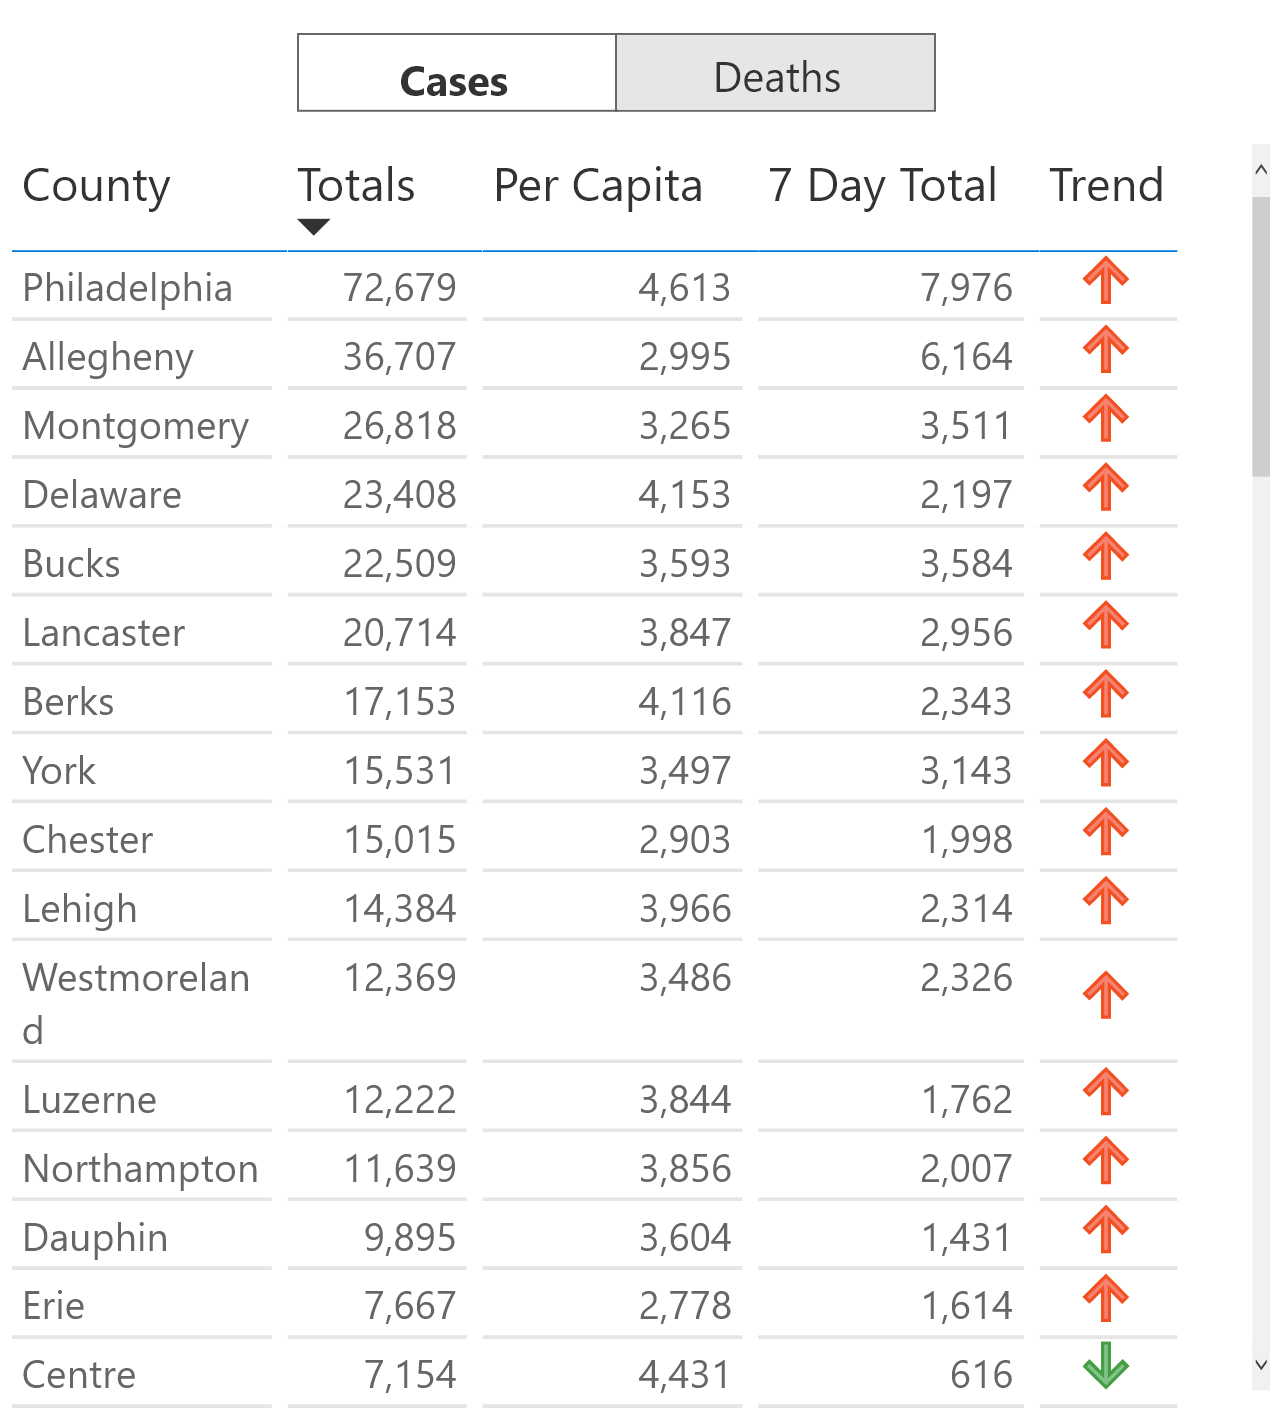 Cases Deaths
County Totals Per Capita 7 Day Total Trend
Philadelphia 72,679 4,613 7,976
Allegheny 36,707 2,995 6,164
Montgomery 26,818 3,265 3,511
Delaware 23,408 4,153 2,197
Bucks 22,509 3,593 3,584
Lancaster 20,714 3,847 2,956
Berks 17,153 4,116 2,343
York 15,531 3,497 3,143
Chester 15,015 2,903 1,998
Lehigh 14,384 3,966 2,314
Westmorelan 12,369 3,486 2,326
d
Luzerne 12,222 3,844 1,762
Northampton 11,639 3,856 2,007
Dauphin 9,895 3,604 1,431
Erie 7,667 2,778 1,614
Centre 7,154 4,431 616